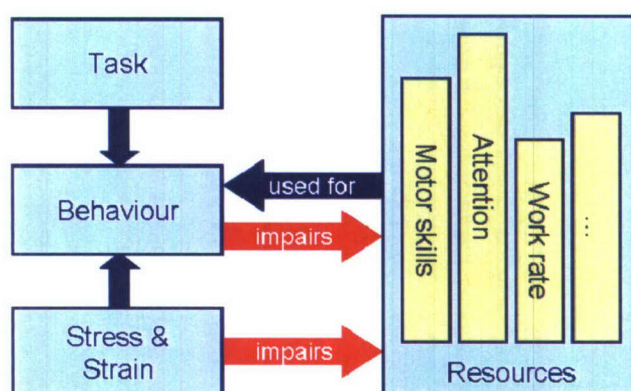 Task
Behaviour
Stress &
Strain
used for
impairs
impairs
Motor skills
Attention
Work rate
...
Resources